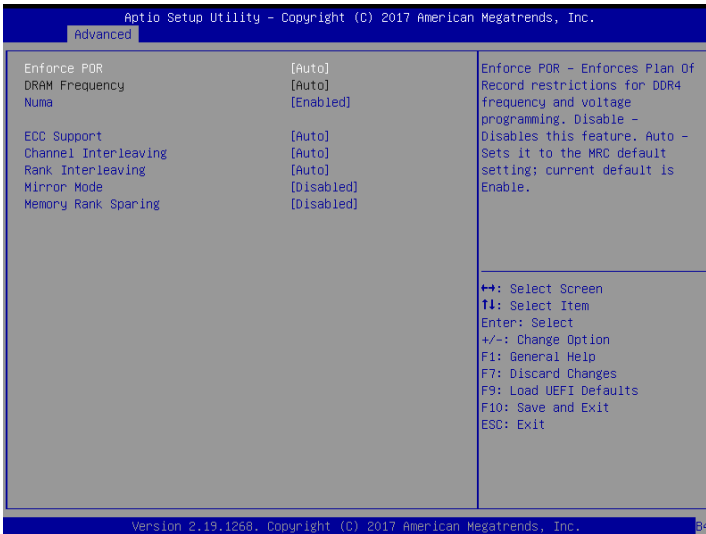 Aptio Setup Utility – Copyright (C) 2017 American Megatrends, Inc.
Advanced
Enforce POR [Auto]
DRAM Frequency [Auto]
Numa [Enabled]
ECC Support [Auto]
Channel Interleaving [Auto]
Rank Interleaving [Auto]
Mirror Mode [Disabled]
Memory Rank Sparing [Disabled]
Enforce POR – Enforces Plan Of
Record restrictions for DDR4
frequency and voltage
programming. Disable –
Disables this feature. Auto –
Sets it to the MRC default
setting; current default is
Enable.
↔: Select Screen
↑↓: Select Item
Enter: Select
+/-: Change Option
F1: General Help
F7: Discard Changes
F9: Load UEFI Defaults
F10: Save and Exit
ESC: Exit
Version 2.19.1268. Copyright (C) 2017 American Megatrends, Inc.